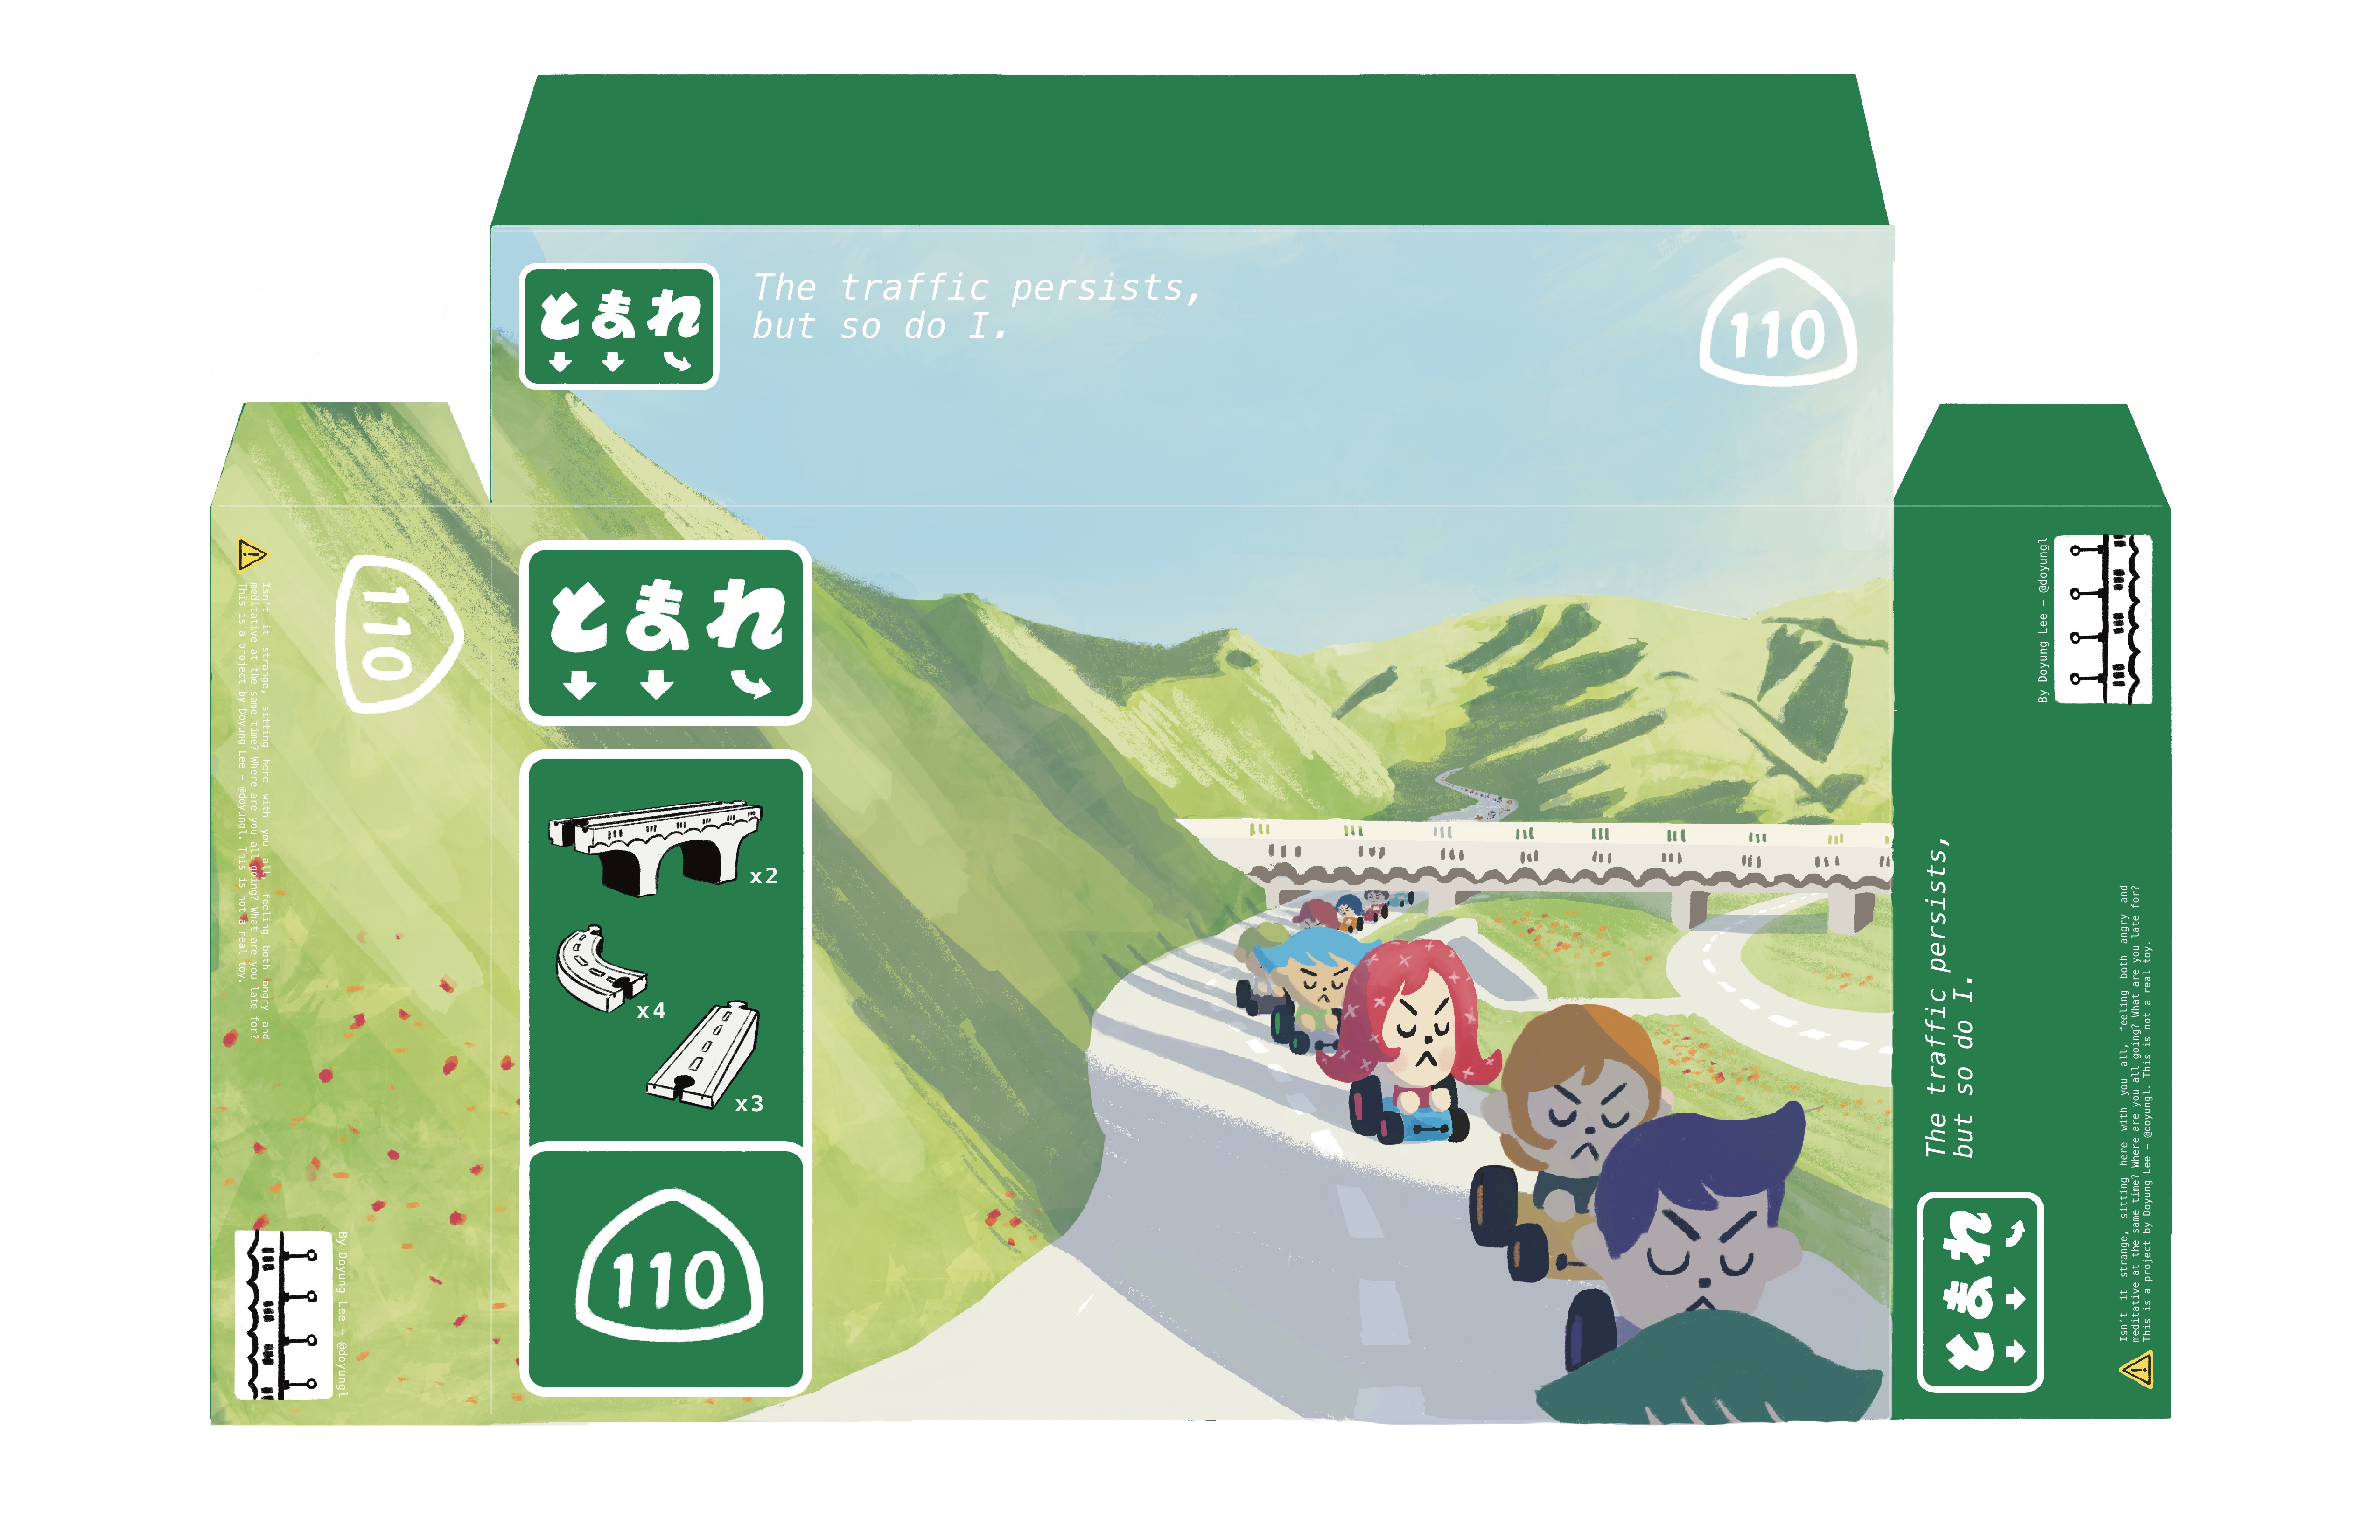 とまれ
The traffic persists,
but so do I.
110
Isn't it strange, sitting here with you all, feeling both angry and
meditative at the same time? Where are you all going? What are you late for?
This is a project by Doyung Lee - @doyungl. This is not a real toy.
110
By Doyung Lee - @doyungl
とまれ
x2
x4
x3
110
By Doyung Lee - @doyungl
The traffic persists,
but so do I.
とまれ
Isn't it strange, sitting here with you all, feeling both angry and
meditative at the same time? Where are you all going? What are you late for?
This is a project by Doyung Lee - @doyungl. This is not a real toy.